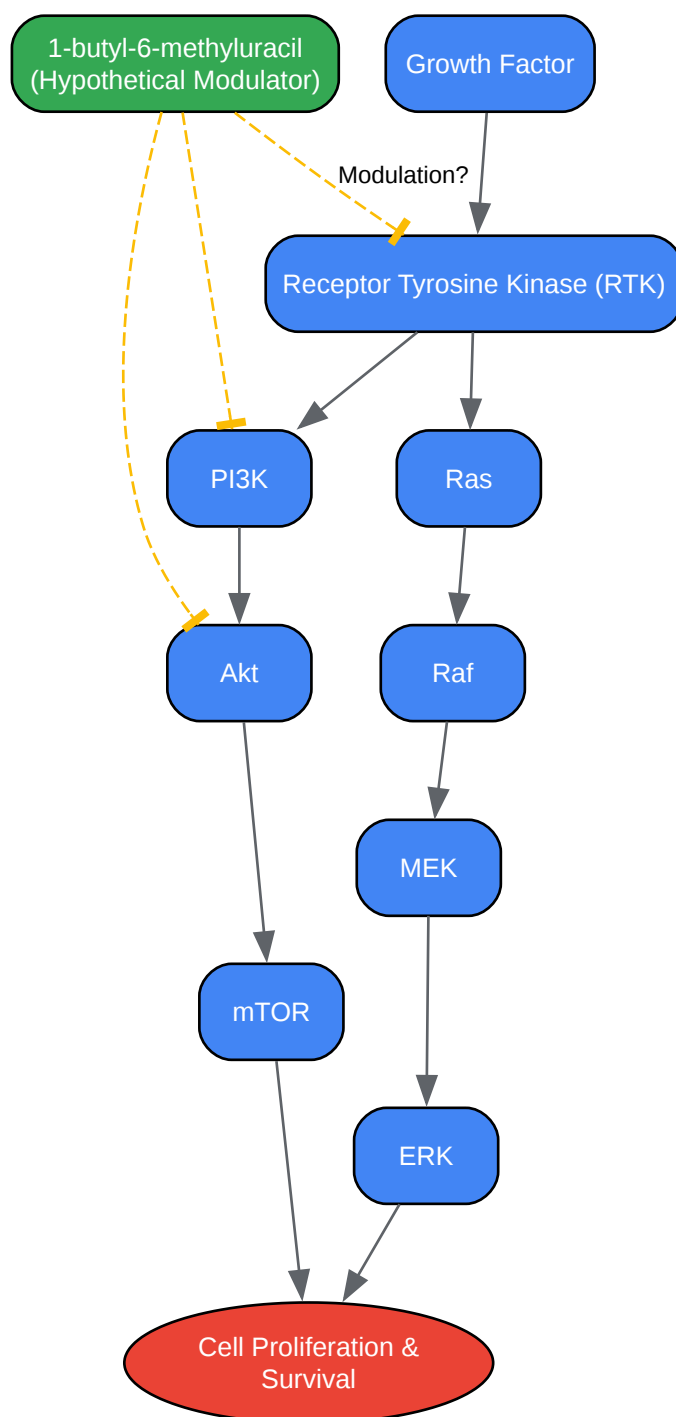 1-butyl-6-methyluracil
(Hypothetical Modulator)
Growth Factor
Modulation?
Receptor Tyrosine Kinase (RTK)
PI3K
Ras
Akt
Raf
MEK
mTOR
ERK
Cell Proliferation &
Survival